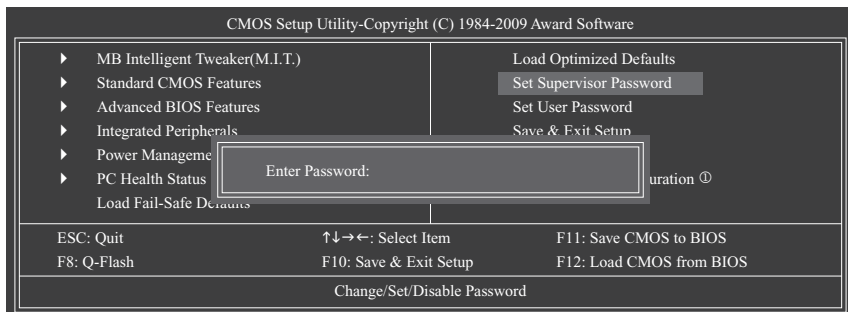 CMOS Setup Utility-Copyright (C) 1984-2009 Award Software
MB Intelligent Tweaker(M.I.T.)
Standard CMOS Features
Advanced BIOS Features
Integrated Peripherals
Power Manageme
PC Health Status
Load Fail-Safe Defaults
Load Optimized Defaults
Set Supervisor Password
Set User Password
Save & Exit Setup
uration ①
Enter Password:
ESC: Quit
↑↓→←: Select Item
F11: Save CMOS to BIOS
F8: Q-Flash
F10: Save & Exit Setup
F12: Load CMOS from BIOS
Change/Set/Disable Password